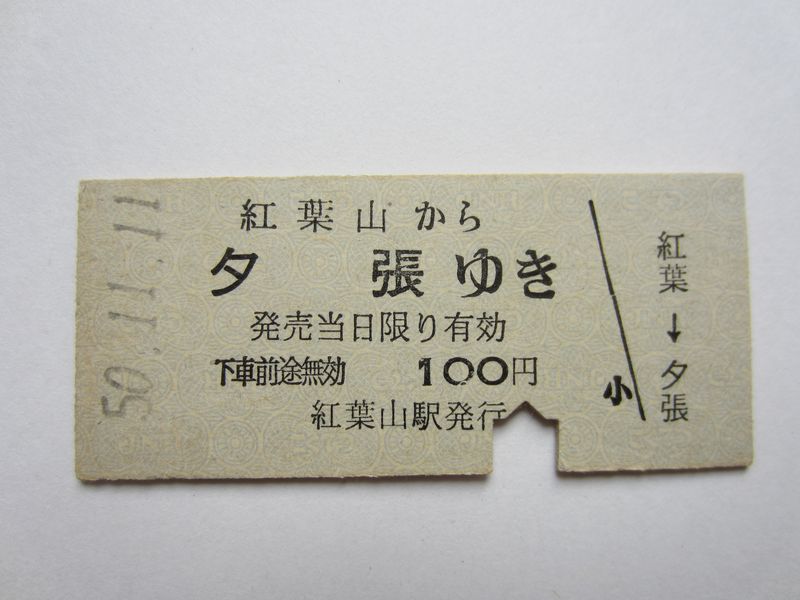 50.11.11
紅葉山から
夕張ゆき
発売当日限り有効
下車前途無効 100円
紅葉山駅発行
小
紅葉→夕張